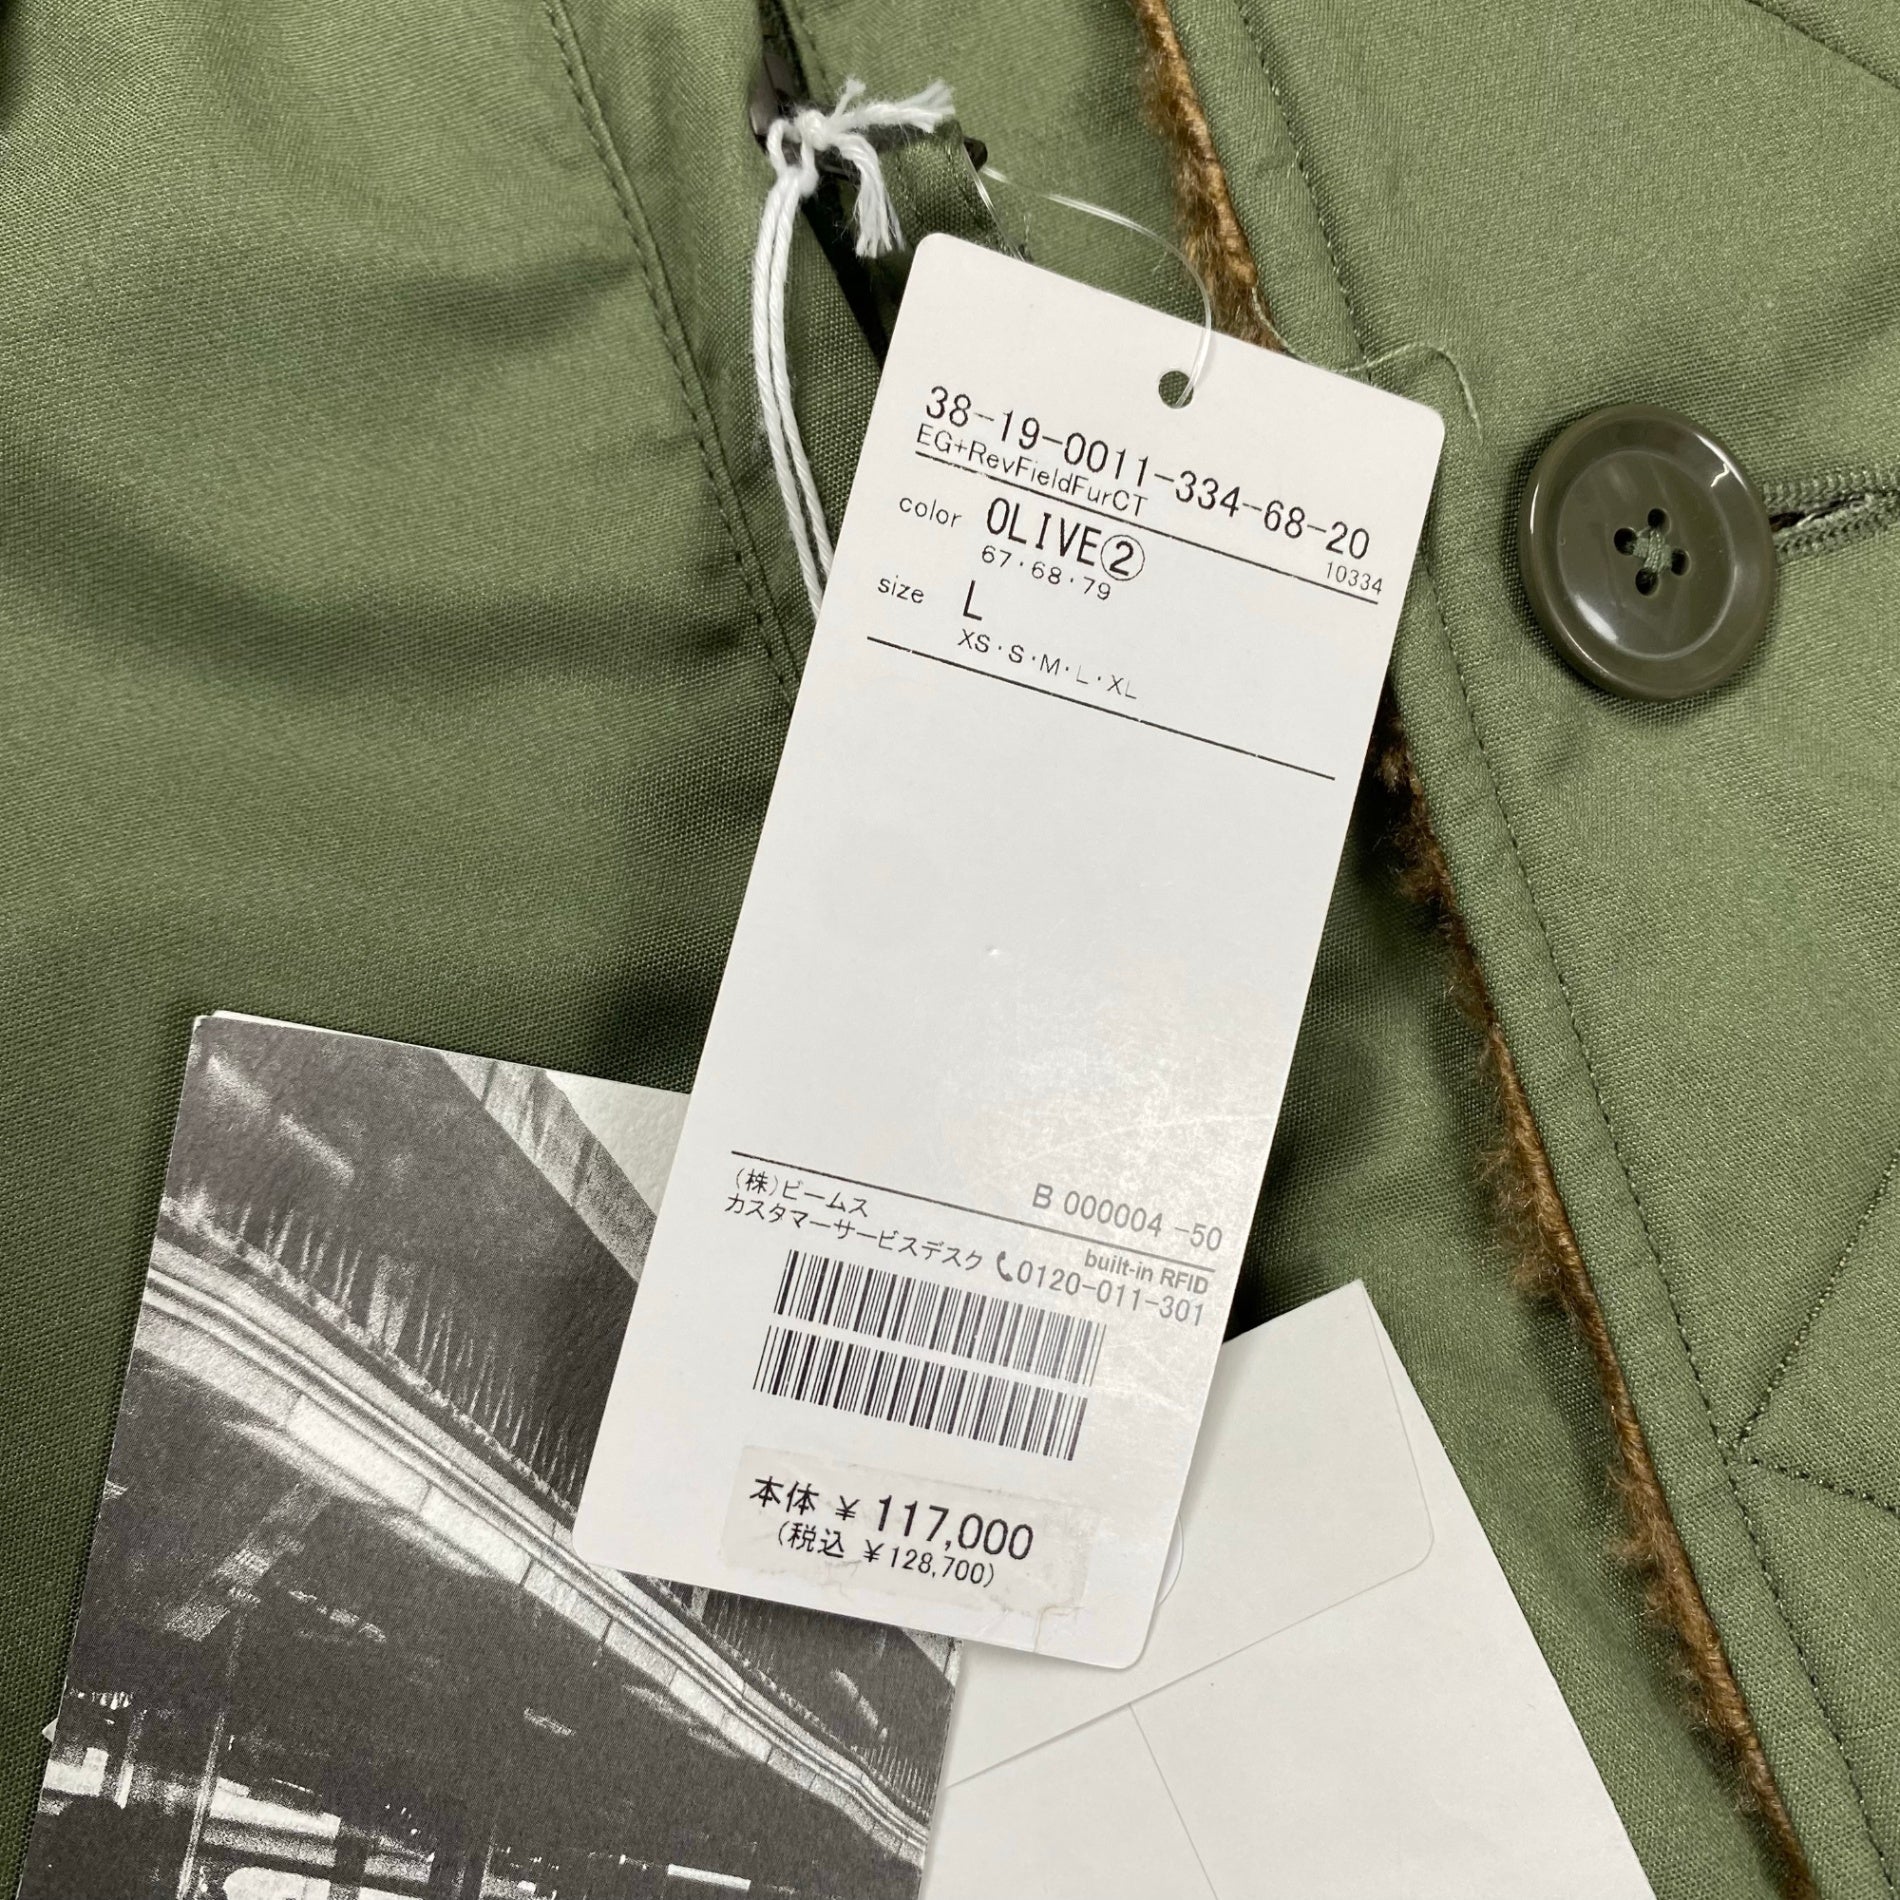 38-19-0011-334-68-20
EG+RevFieldFurCT
10334
color OLIVE②
67・68・79
size L
XS・S・M・L・XL
B 000004 -50
(株)ビームス
built-in RFID
カスタマーサービスデスク 0120-011-301
本体 ¥ 117,000
(税込 ¥128,700)